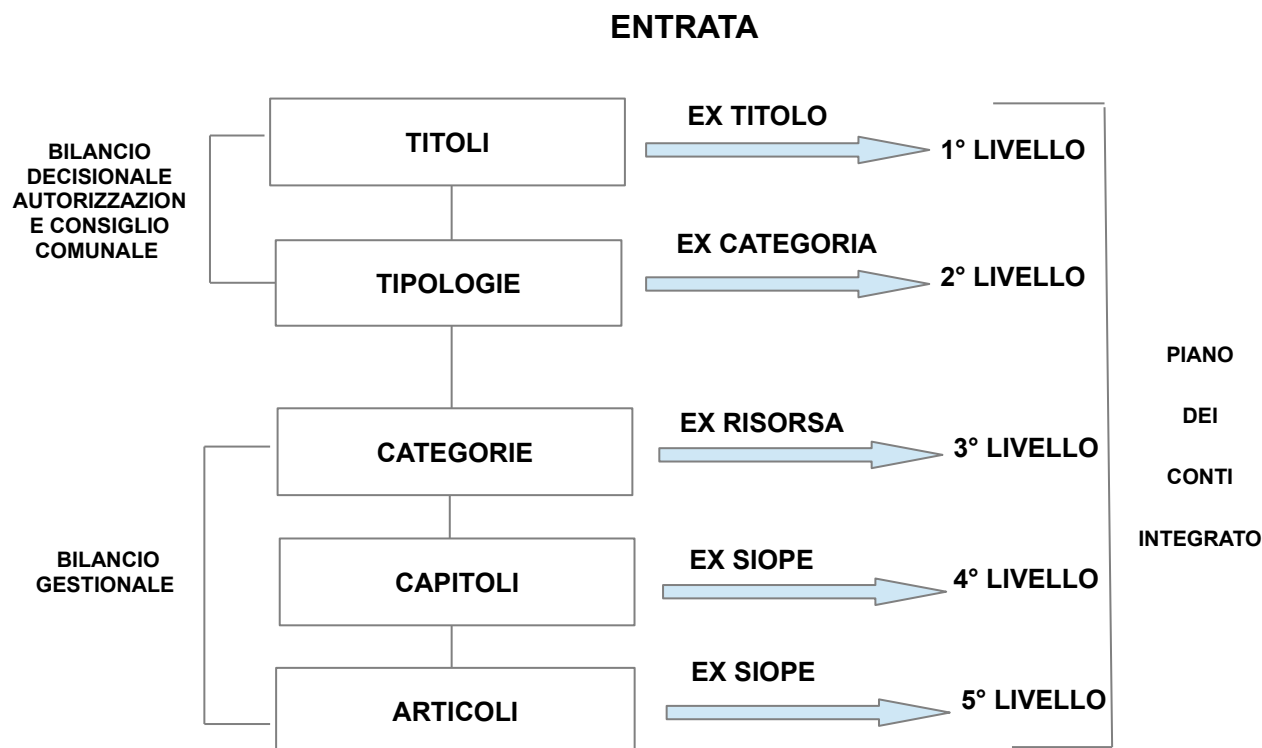 ENTRATA
BILANCIO
DECISIONALE
AUTORIZZAZION
E CONSIGLIO
COMUNALE
TITOLI
EX TITOLO
1° LIVELLO
TIPOLOGIE
EX CATEGORIA
2° LIVELLO
CATEGORIE
EX RISORSA
3° LIVELLO
BILANCIO
GESTIONALE
CAPITOLI
EX SIOPE
4° LIVELLO
ARTICOLI
EX SIOPE
5° LIVELLO
PIANO
DEI
CONTI
INTEGRATO